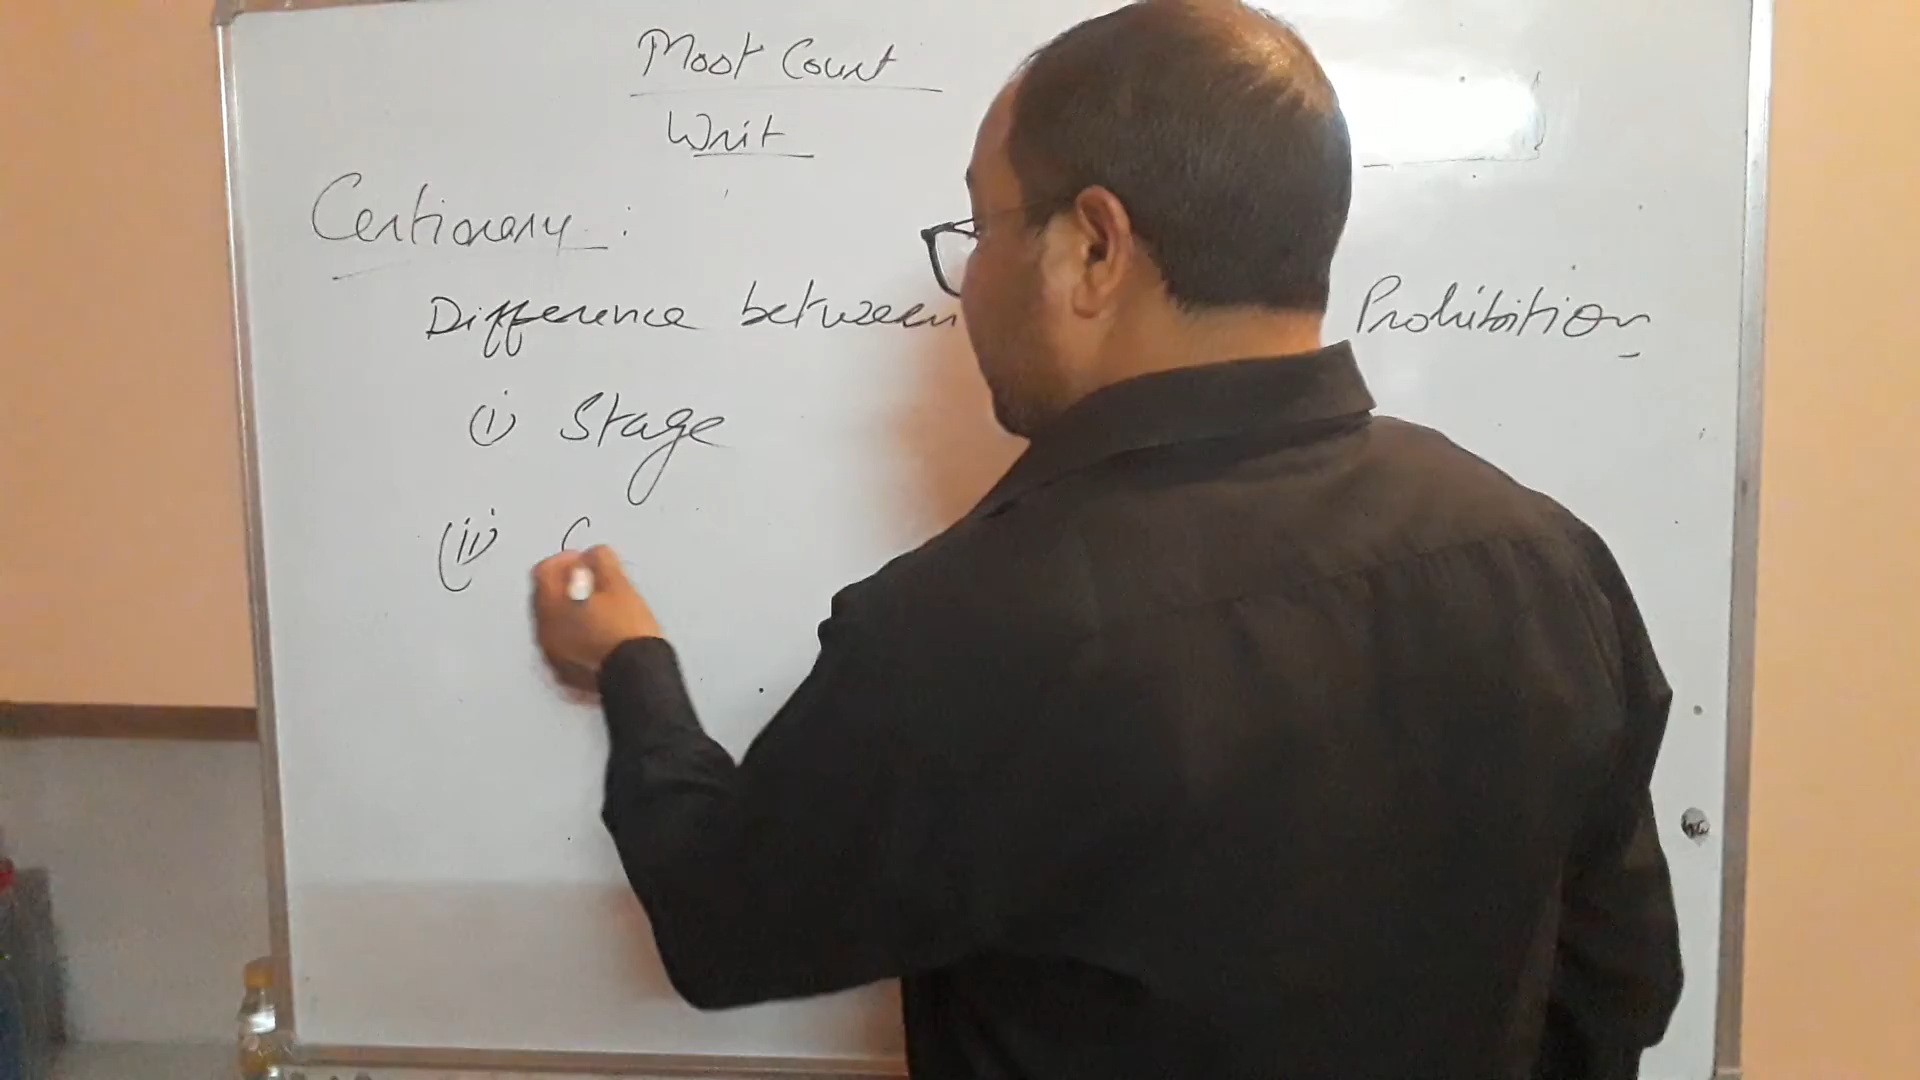 Moot Court
Writ
Certiorary :
Difference between Prohibition
(i) Stage
(ii) C